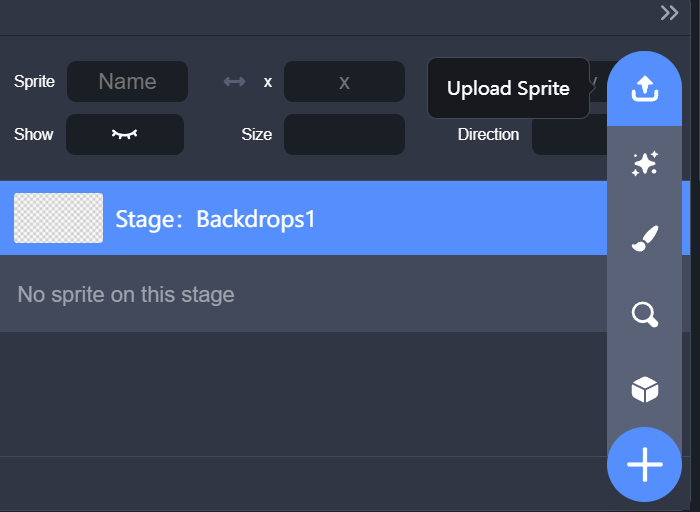 Sprite Name x x Upload Sprite
Show Size Direction
Stage: Backdrops1
No sprite on this stage